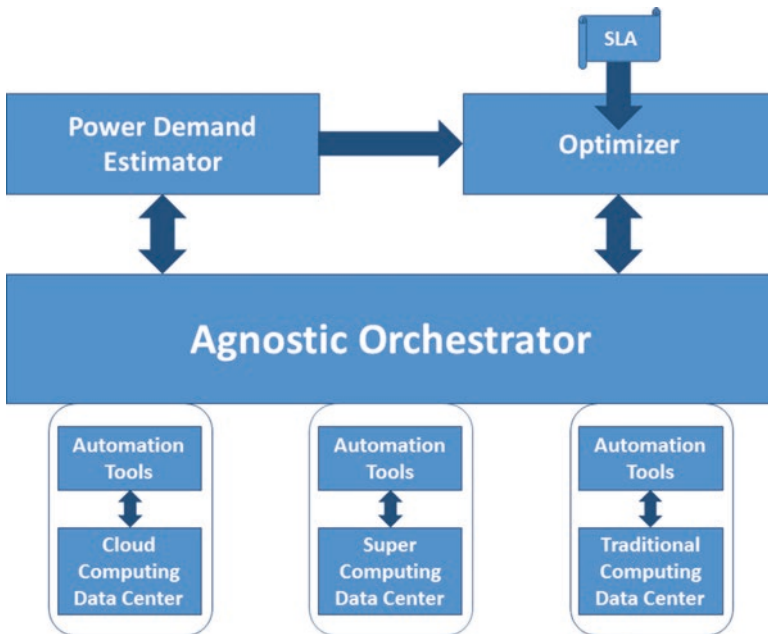 SLA
Power Demand
Estimator
Optimizer
Agnostic Orchestrator
Automation
Tools
Cloud
Computing
Data Center
Automation
Tools
Super
Computing
Data Center
Automation
Tools
Traditional
Computing
Data Center